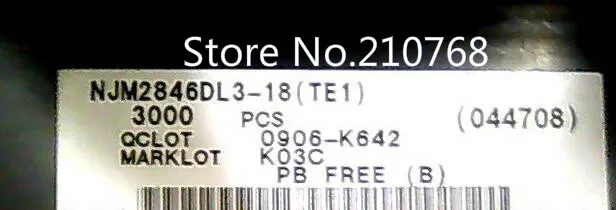 Store No.210768
NJM2846DL3-18(TE1)
3000 PCS (044708)
QCLOT 0906-K642
MARKLOT K03C
PB FREE (B)